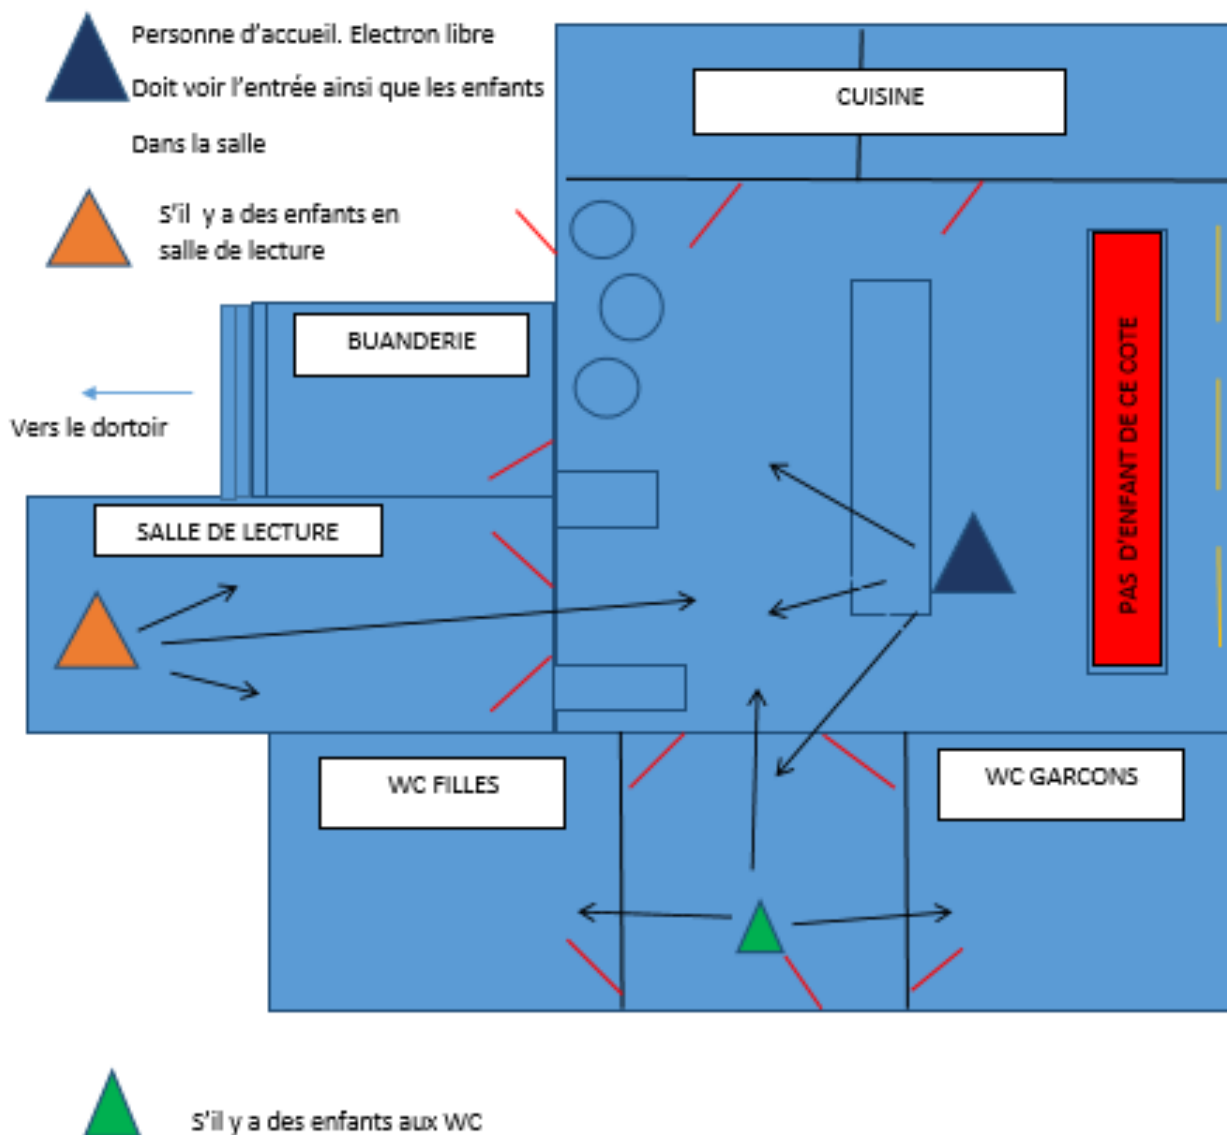 Personne d'accueil. Electron libre
Doit voir l'entrée ainsi que les enfants
Dans la salle
S'il y a des enfants en
salle de lecture
CUISINE
BUANDERIE
Vers le dortoir
SALLE DE LECTURE
PAS D'ENFANT DE CE COTE
WC FILLES
WC GARCONS
S'il y a des enfants aux WC